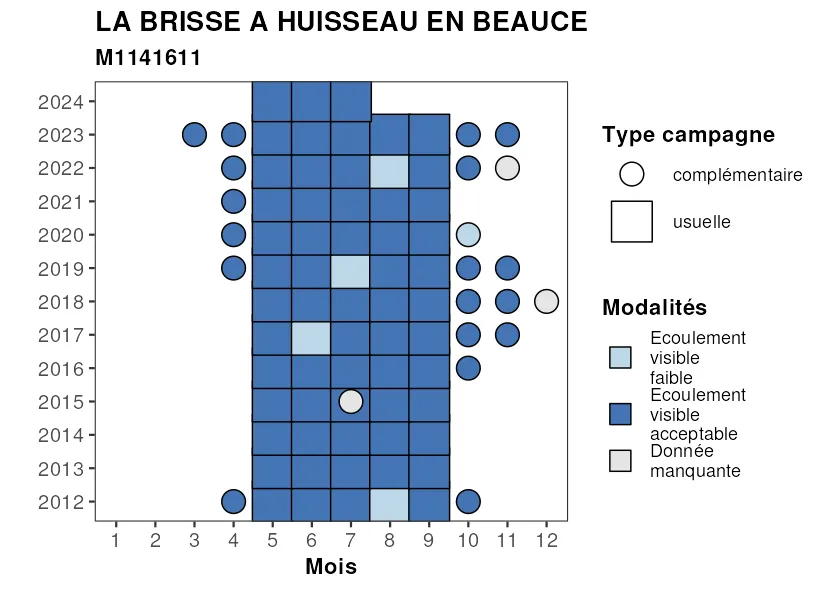 LA BRISSE A HUISSEAU EN BEAUCE
M1141611
2024
2023
2022
2021
2020
2019
2018
2017
2016
2015
2014
2013
2012
1 2 3 4 5 6 7 8 9 10 11 12
Mois
Type campagne
complémentaire
usuelle
Modalités
Ecoulement
visible
faible
Ecoulement
visible
acceptable
Donnée
manquante